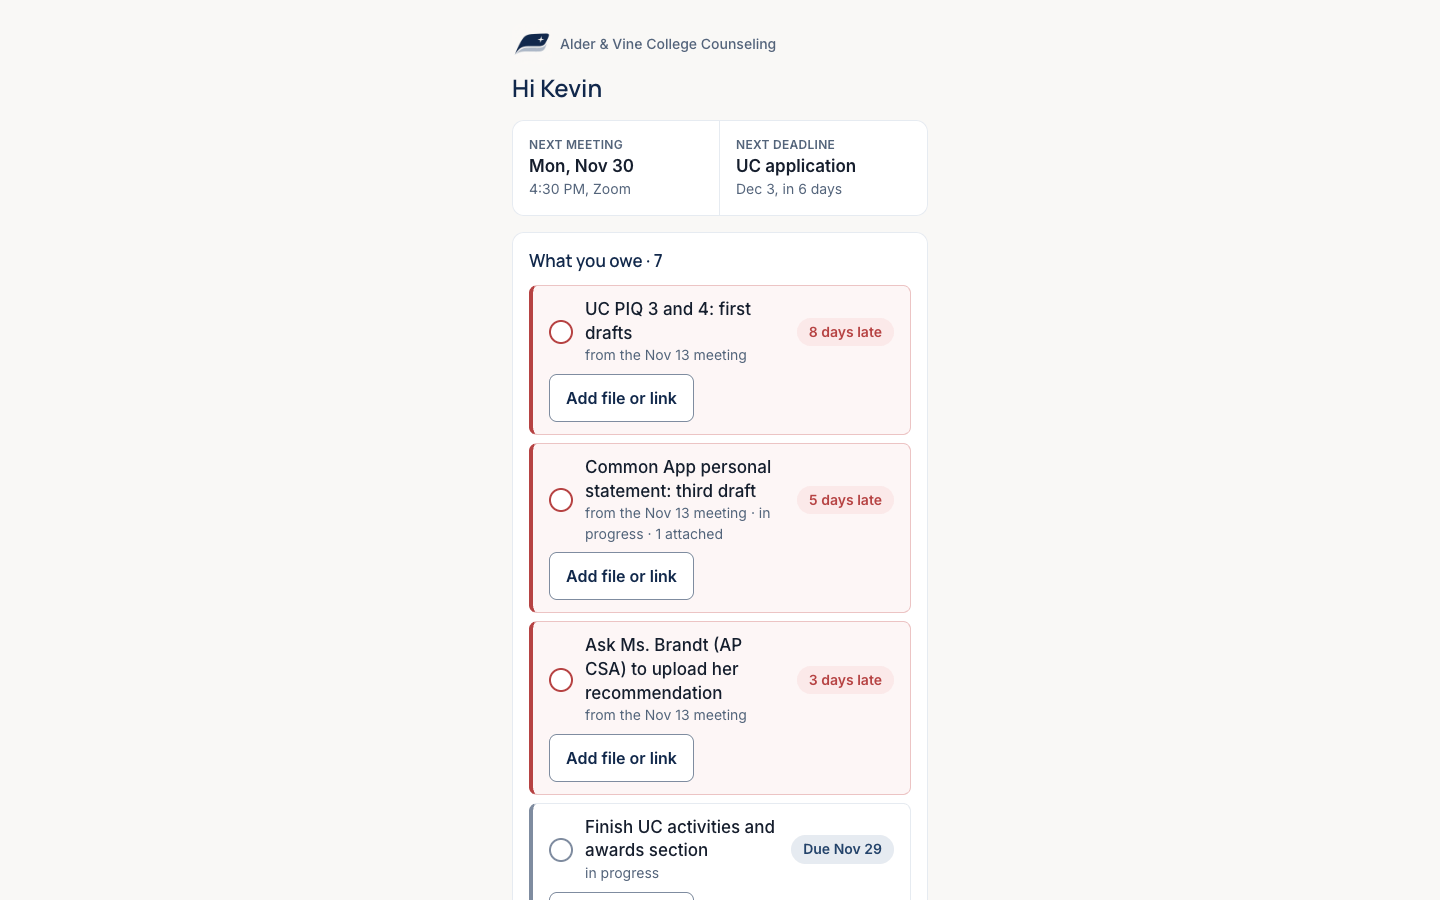 Alder & Vine College Counseling
Hi Kevin
NEXT MEETING
Mon, Nov 30
4:30 PM, Zoom
NEXT DEADLINE
UC application
Dec 3, in 6 days
What you owe · 7
UC PIQ 3 and 4: first
drafts
from the Nov 13 meeting
8 days late
Add file or link
Common App personal
statement: third draft
from the Nov 13 meeting · in
progress · 1 attached
5 days late
Add file or link
Ask Ms. Brandt (AP
CSA) to upload her
recommendation
from the Nov 13 meeting
3 days late
Add file or link
Finish UC activities and
awards section
in progress
Due Nov 29